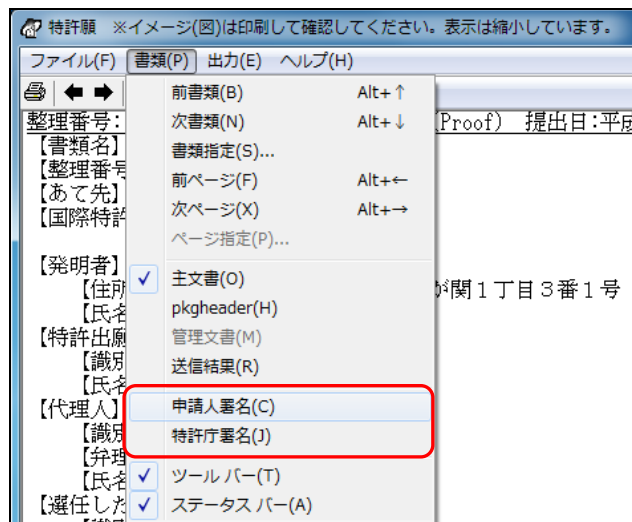 特許願 ※イメージ(図)は印刷して確認してください。表示は縮小しています。
ファイル(F) 書類(P) 出力(E) ヘルプ(H)
前書類(B) Alt+↑
次書類(N) Alt+↓
書類指定(S)...
前ページ(F) Alt+←
次ページ(X) Alt+→
ページ指定(P)...
主文書(O)
pkgheader(H)
管理文書(M)
送信結果(R)
申請人署名(C)
特許庁署名(J)
ツール バー(T)
ステータス バー(A)
整理番号: (Proof) 提出日:平成
【書類名】
【整理番号
【あて先】
【国際特許
【発明者】
【住所 が関1丁目3番1号
【氏名
【特許出願
【識別
【氏名
【代理人】
【識別
【弁理
【氏名
【選任した